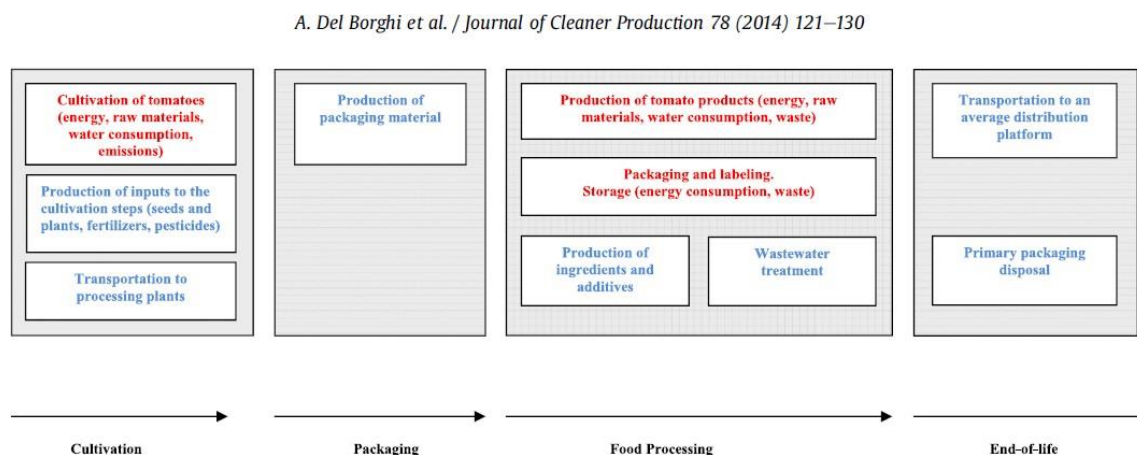 A. Del Borghi et al. / Journal of Cleaner Production 78 (2014) 121–130
Cultivation of tomatoes
(energy, raw materials,
water consumption,
emissions)
Production of inputs to the
cultivation steps (seeds and
plants, fertilizers, pesticides)
Transportation to
processing plants
Production of
packaging material
Production of tomato products (energy, raw
materials, water consumption, waste)
Packaging and labeling.
Storage (energy consumption, waste)
Production of
ingredients and
additives
Wastewater
treatment
Transportation to an
average distribution
platform
Primary packaging
disposal
Cultivation
Packaging
Food Processing
End-of-life